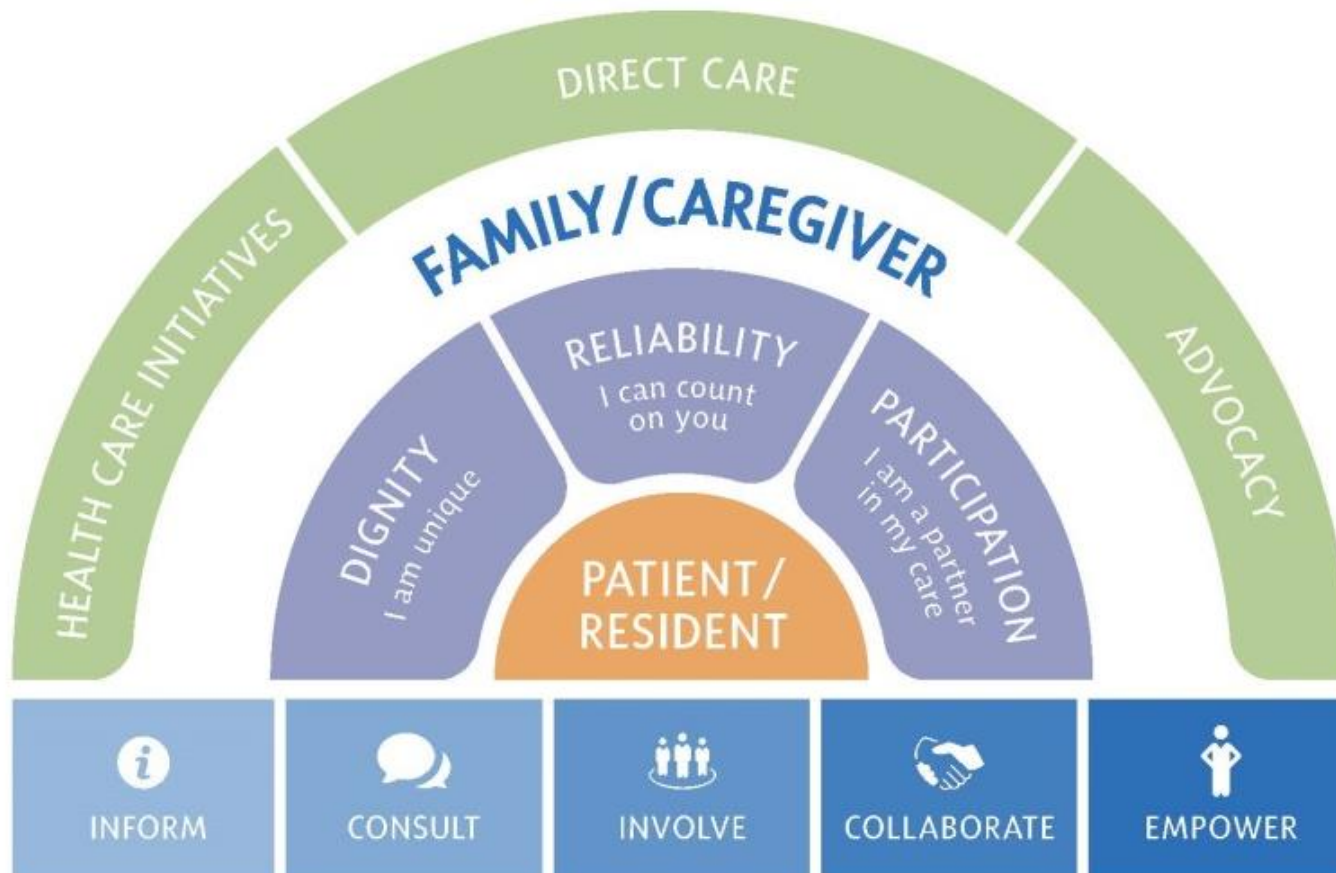 DIRECT CARE
HEALTH CARE INITIATIVES
ADVOCACY
FAMILY/CAREGIVER
RELIABILITY
I can count
on you
DIGNITY
I am unique
PARTICIPATION
I am a partner
in my care
PATIENT/
RESIDENT
i
INFORM
CONSULT
INVOLVE
COLLABORATE
EMPOWER